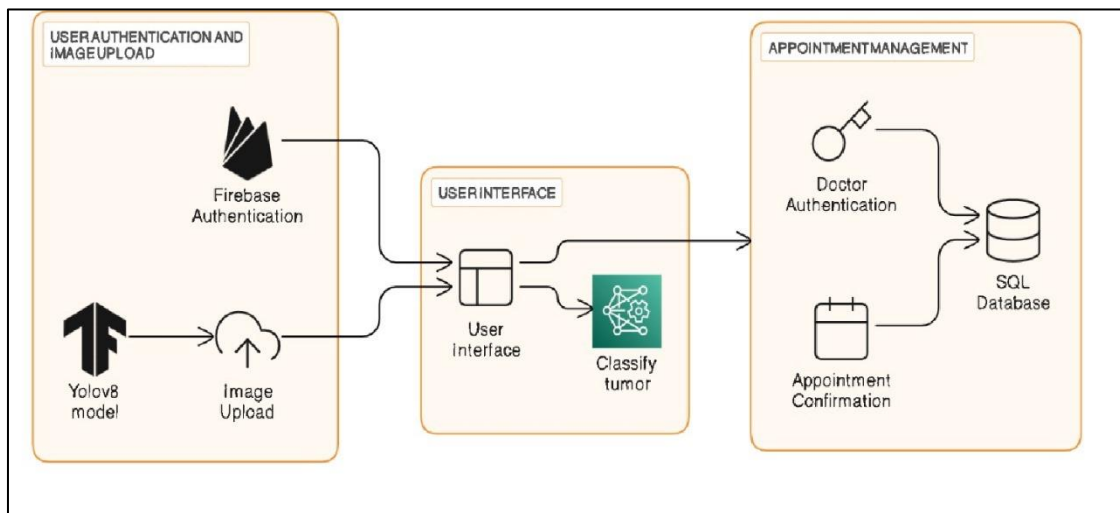 USER AUTHENTICATION AND
IMAGE UPLOAD
Firebase
Authentication
Yolov8
model
Image
Upload
USER INTERFACE
User
Interface
Classify
tumor
APPOINTMENT MANAGEMENT
Doctor
Authentication
SQL
Database
Appointment
Confirmation